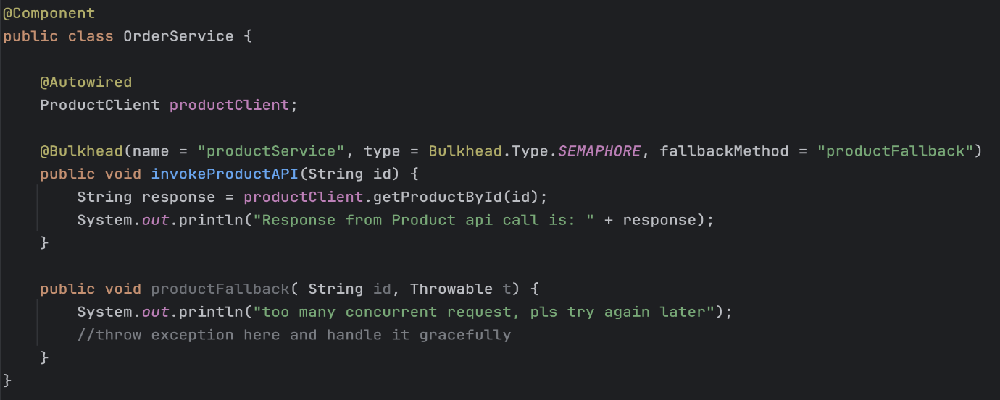 @Component
public class OrderService {
@Autowired
ProductClient productClient;
@Bulkhead(name = "productService", type = Bulkhead.Type.SEMAPHORE, fallbackMethod = "productFallback")
public void invokeProductAPI(String id) {
String response = productClient.getProductById(id);
System.out.println("Response from Product api call is: " + response);
}
public void productFallback( String id, Throwable t) {
System.out.println("too many concurrent request, pls try again later");
//throw exception here and handle it gracefully
}
}